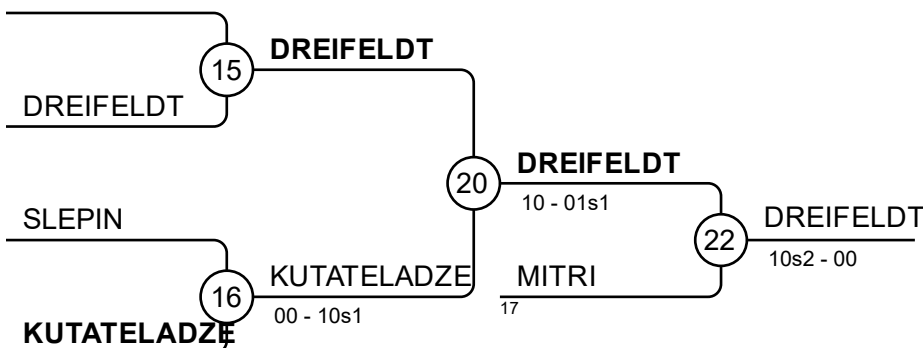 DREIFELDT
15
DREIFELDT
DREIFELDT
20
10 - 01s1
SLEPIN
DREIFELDT
22
10s2 - 00
KUTATELADZE
MITRI
16
00 - 10s1
17
KUTATELADZE